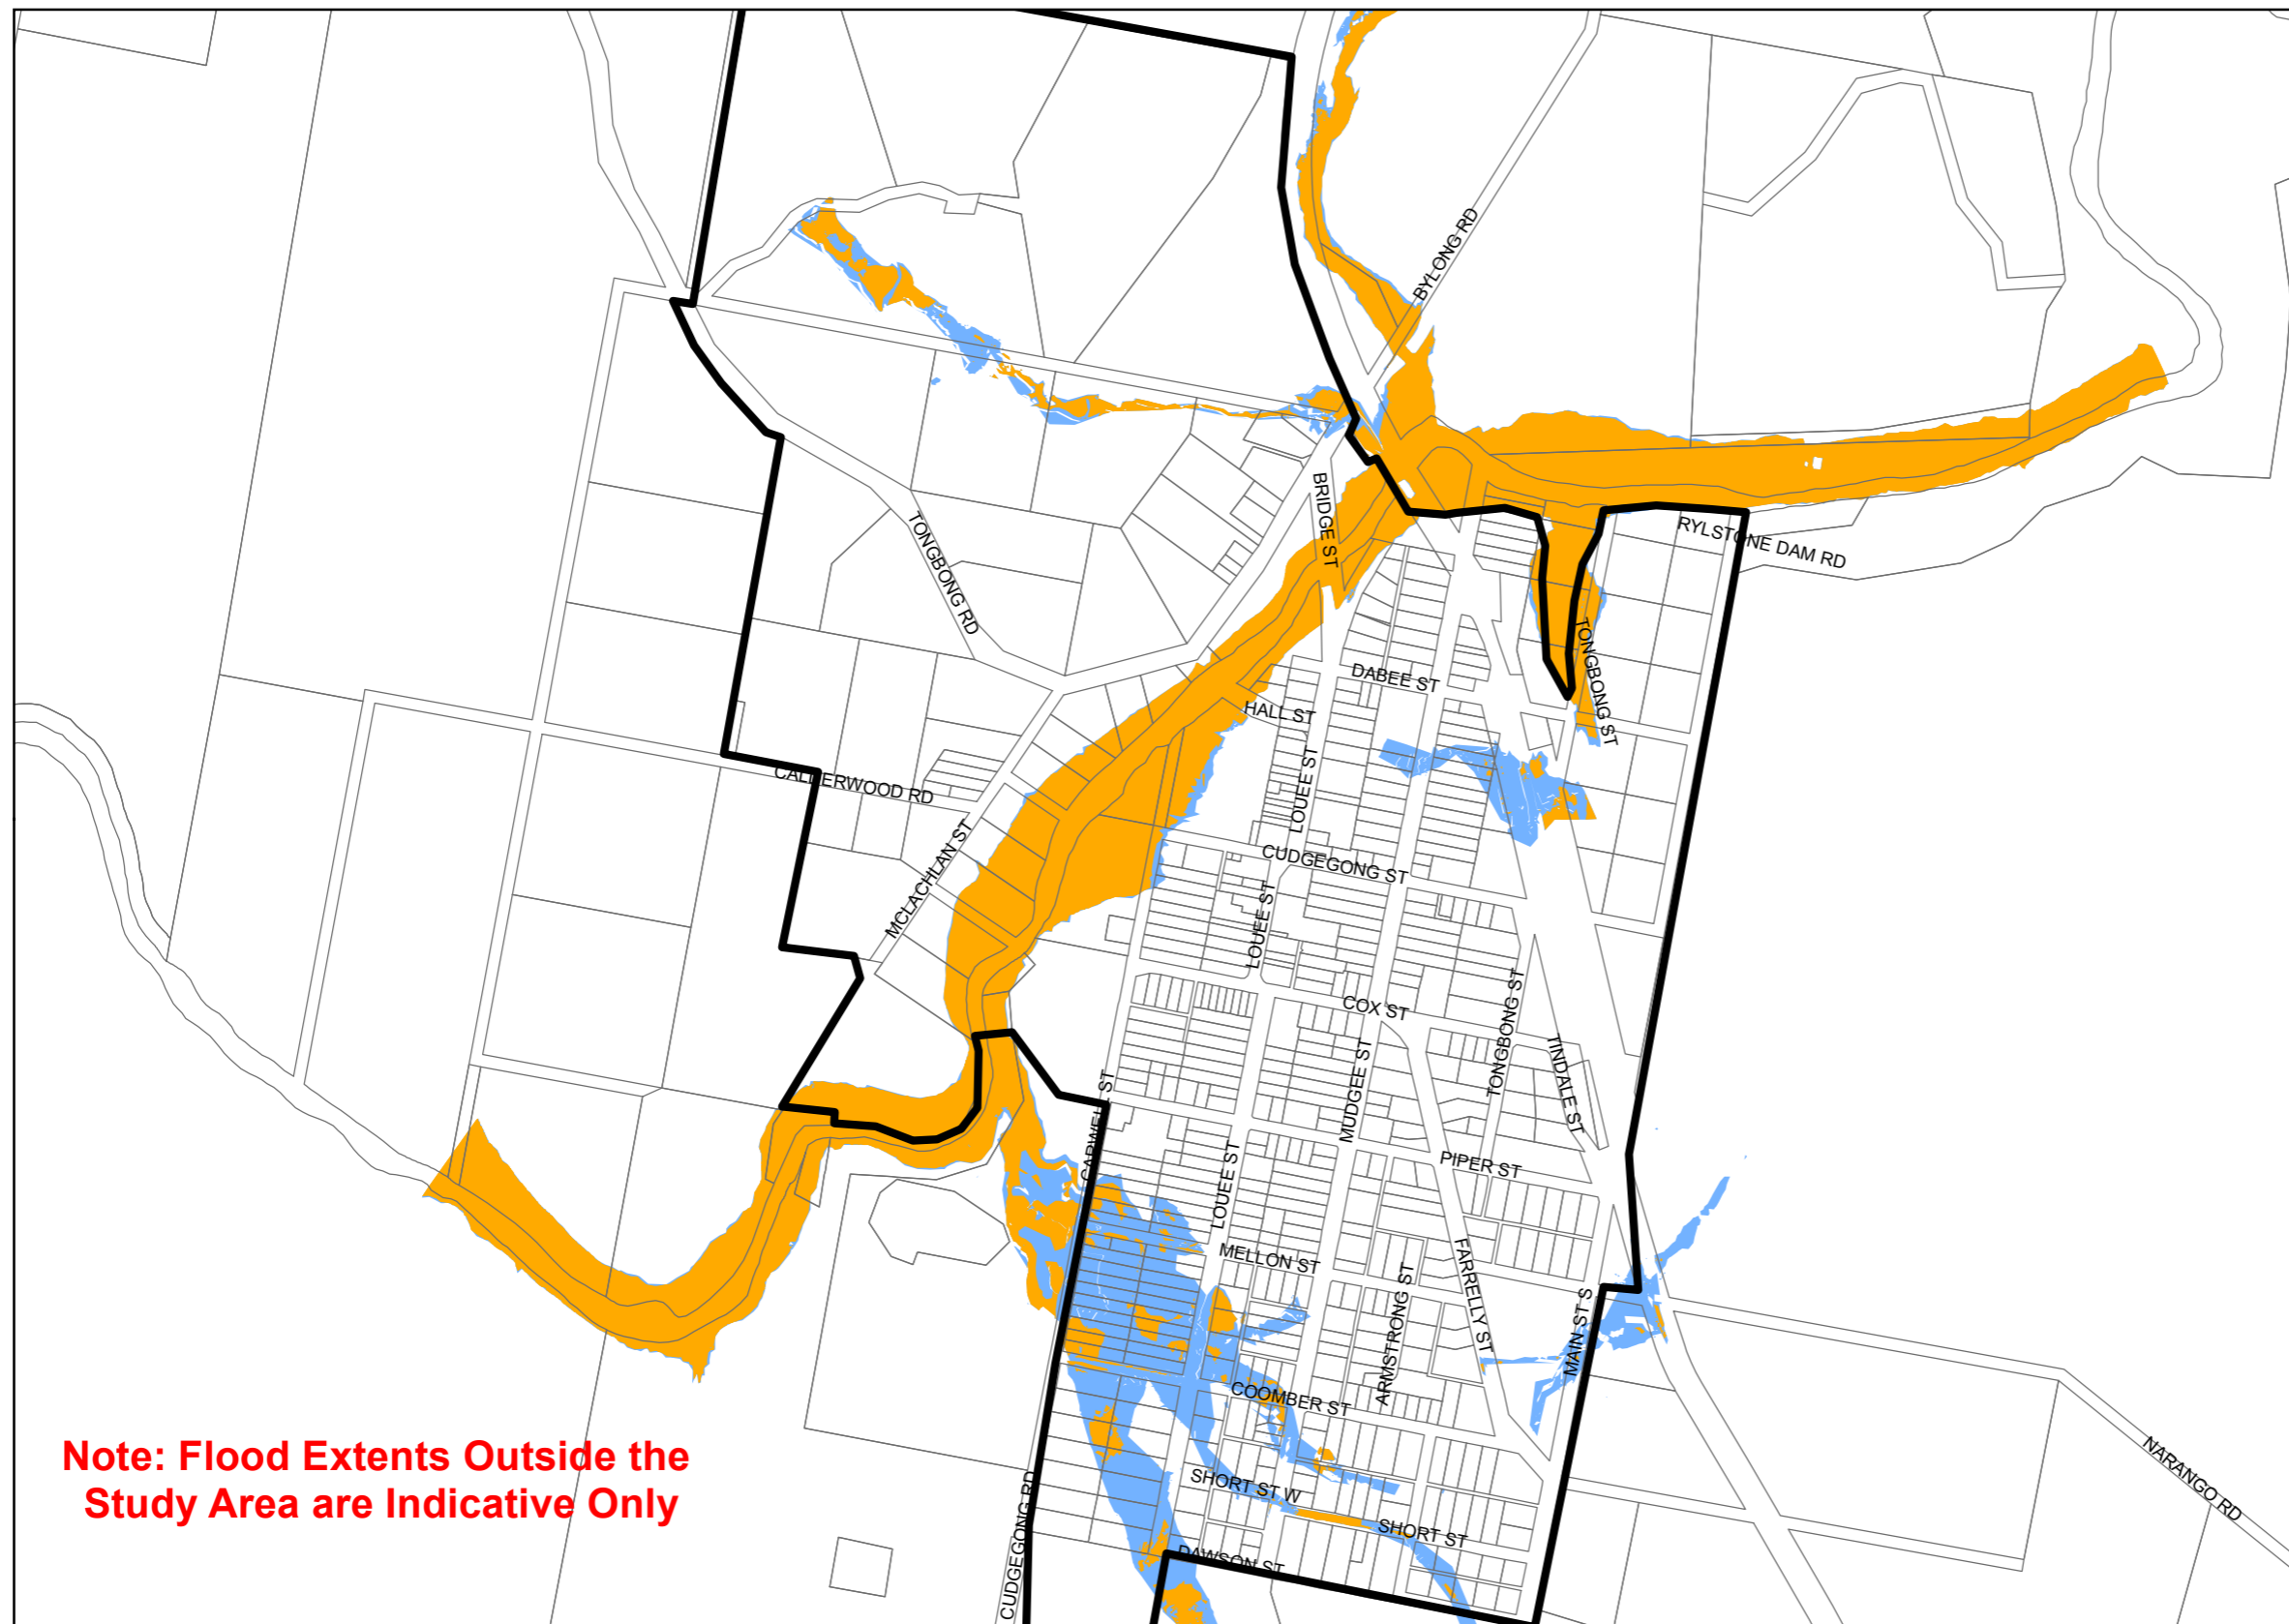 BYLONG RD
BRIDGE ST
RYLSTONE DAM RD
TONGBONG RD
TONGBONG ST
DABEE ST
HALL ST
LOUEE ST
CALDERWOOD RD
MCLACHLAN ST
CUDGEGONG ST
LOUEE ST
COX ST
TONGBONG ST
TINDALE ST
MUDGEE ST
CARWELL ST
PIPER ST
LOUEE ST
MELLON ST
FARRELLY ST
ARMSTRONG ST
MAIN ST S
COOMBER ST
Note: Flood Extents Outside the
Study Area are Indicative Only
NARANGO RD
SHORT ST W
CUDGEGONG RD
SHORT ST
DAWSON ST